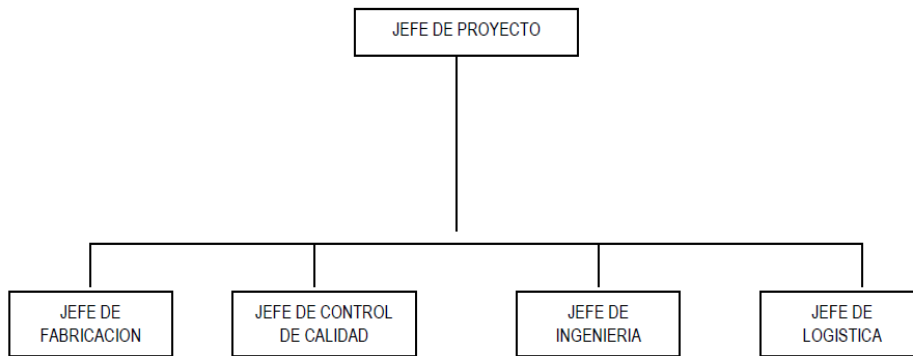 JEFE DE PROYECTO
JEFE DE
FABRICACION
JEFE DE CONTROL
DE CALIDAD
JEFE DE
INGENIERIA
JEFE DE
LOGISTICA